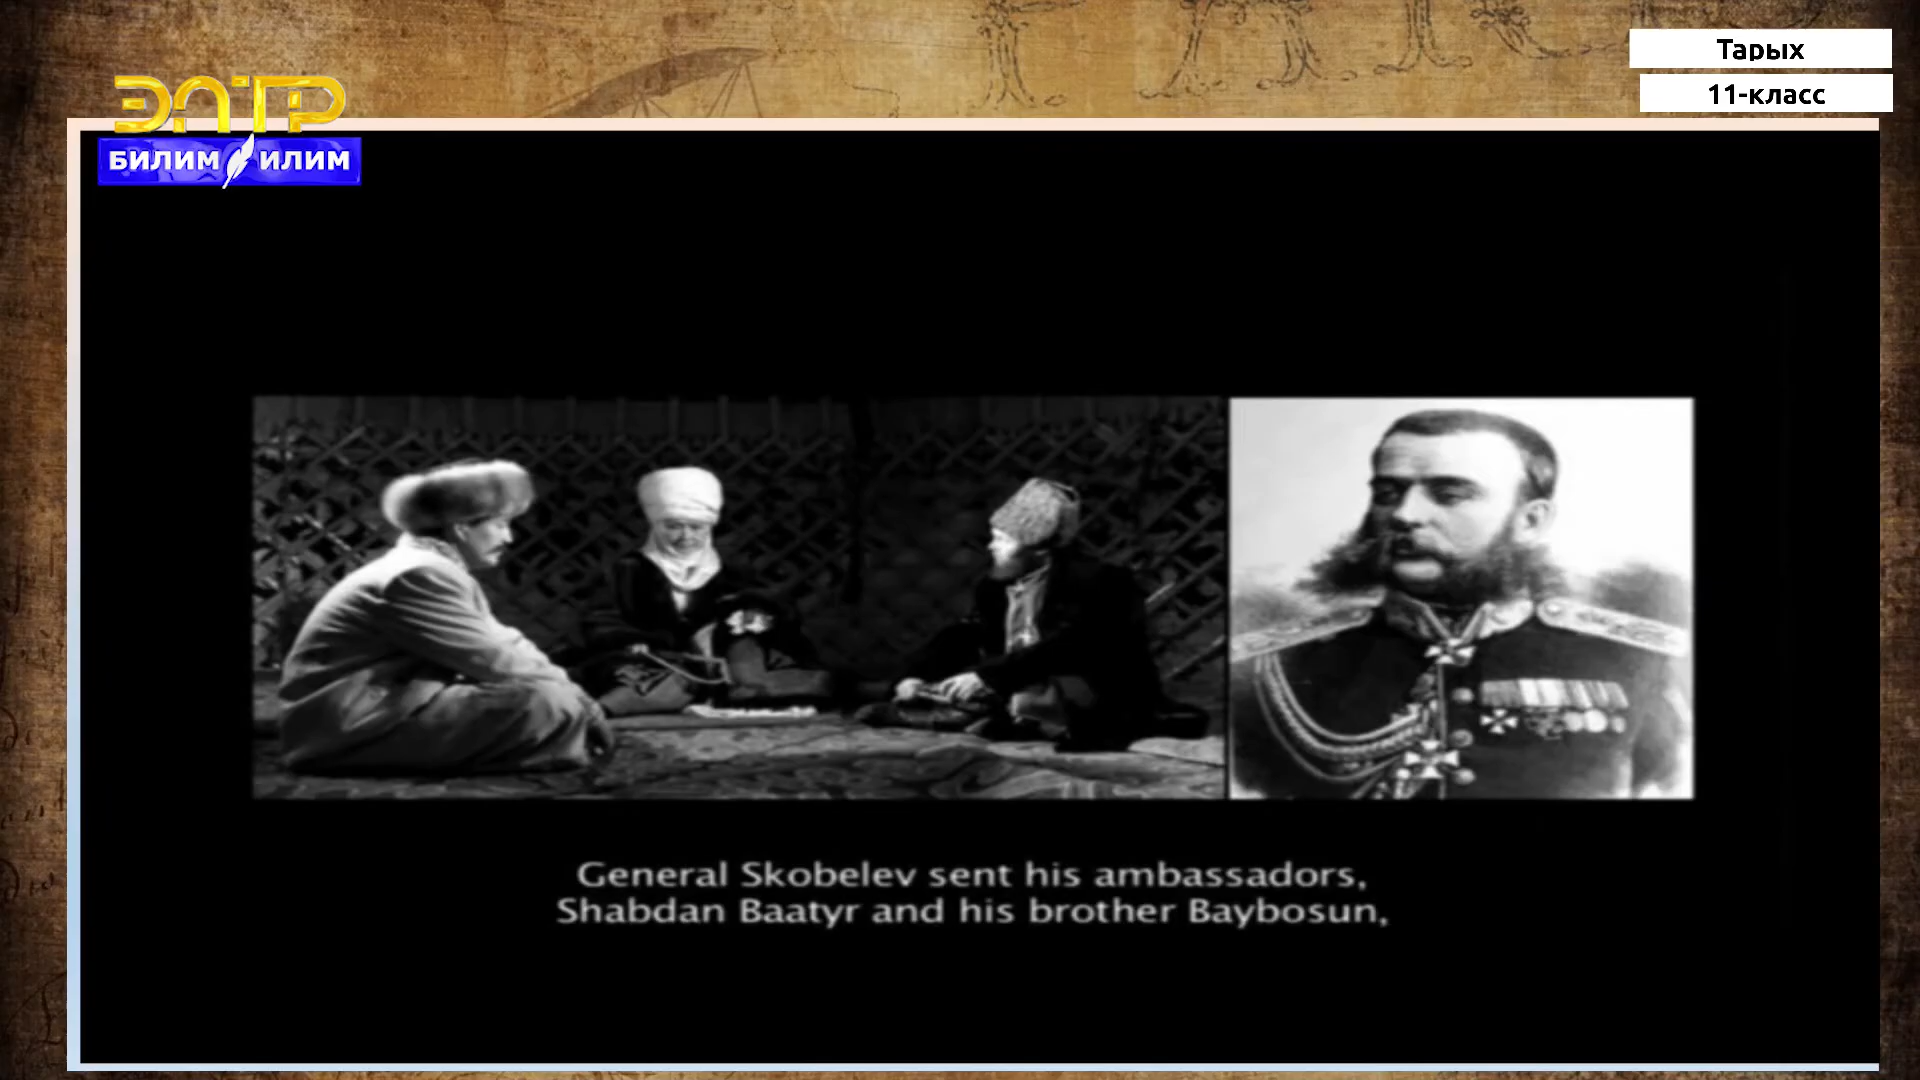 Тарых
11-класс
ЭЛТР
БИЛИМ ИЛИМ
General Skobelev sent his ambassadors,
Shabdan Baatyr and his brother Baybosun,